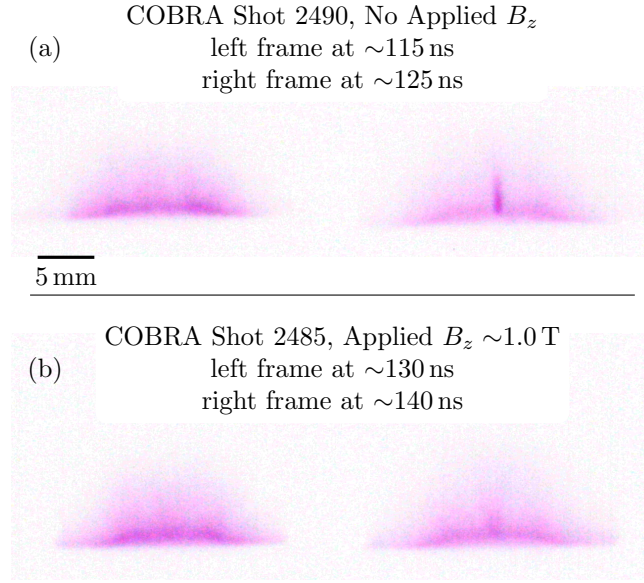 COBRA Shot 2490, No Applied B_z
(a)
left frame at ~115 ns
right frame at ~125 ns
5 mm
COBRA Shot 2485, Applied B_z ~1.0 T
(b)
left frame at ~130 ns
right frame at ~140 ns